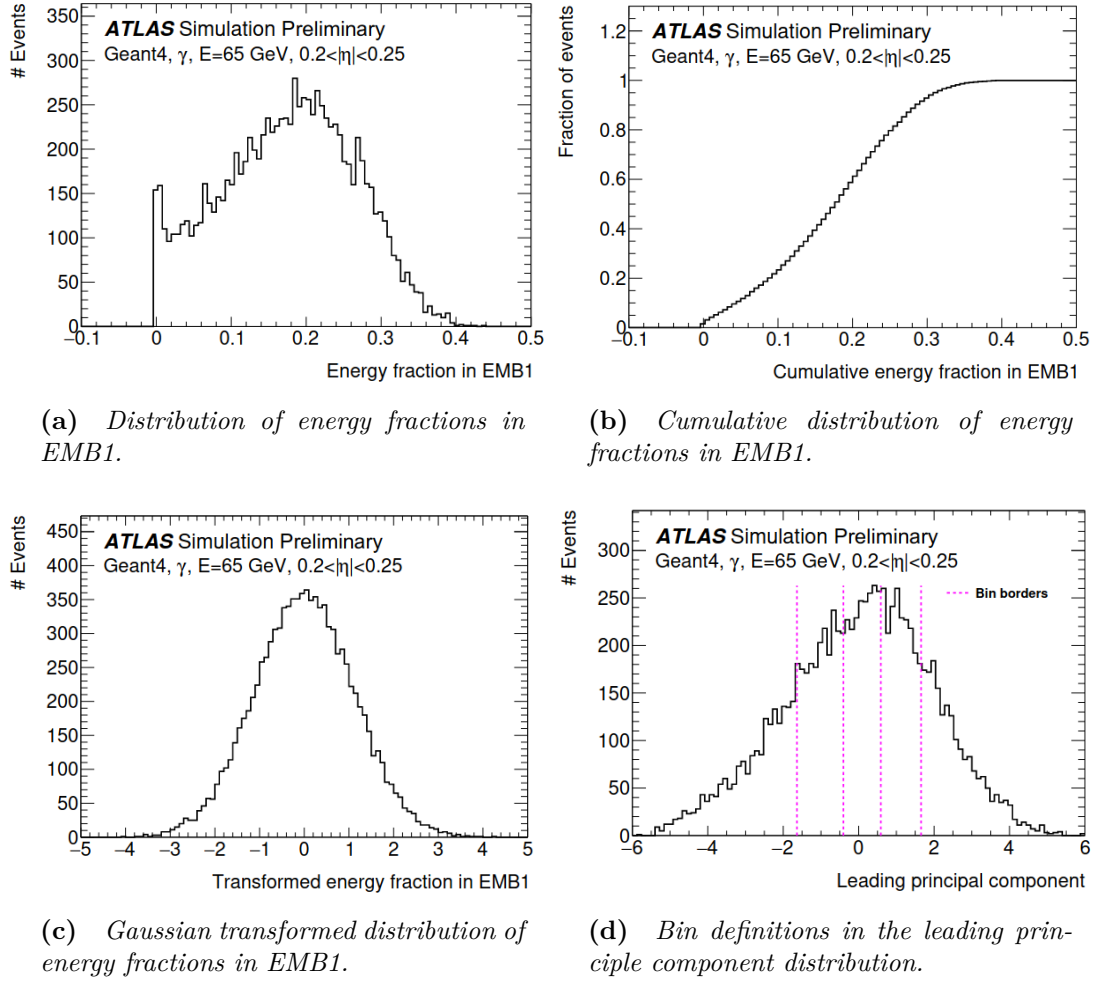 # Events
350
300
250
200
150
100
50
0
ATLAS Simulation Preliminary
Geant4, γ, E=65 GeV, 0.2<|η|<0.25
−0.1 0 0.1 0.2 0.3 0.4 0.5
Energy fraction in EMB1
(a) Distribution of energy fractions in
EMB1.
Fraction of events
1.2
1
0.8
0.6
0.4
0.2
0
ATLAS Simulation Preliminary
Geant4, γ, E=65 GeV, 0.2<|η|<0.25
−0.1 0 0.1 0.2 0.3 0.4 0.5
Cumulative energy fraction in EMB1
(b) Cumulative distribution of energy
fractions in EMB1.
# Events
450
400
350
300
250
200
150
100
50
0
ATLAS Simulation Preliminary
Geant4, γ, E=65 GeV, 0.2<|η|<0.25
−5 −4 −3 −2 −1 0 1 2 3 4 5
Transformed energy fraction in EMB1
(c) Gaussian transformed distribution of
energy fractions in EMB1.
# Events
300
250
200
150
100
50
0
ATLAS Simulation Preliminary
Geant4, γ, E=65 GeV, 0.2<|η|<0.25
Bin borders
−6 −4 −2 0 2 4 6
Leading principal component
(d) Bin definitions in the leading prin-
ciple component distribution.